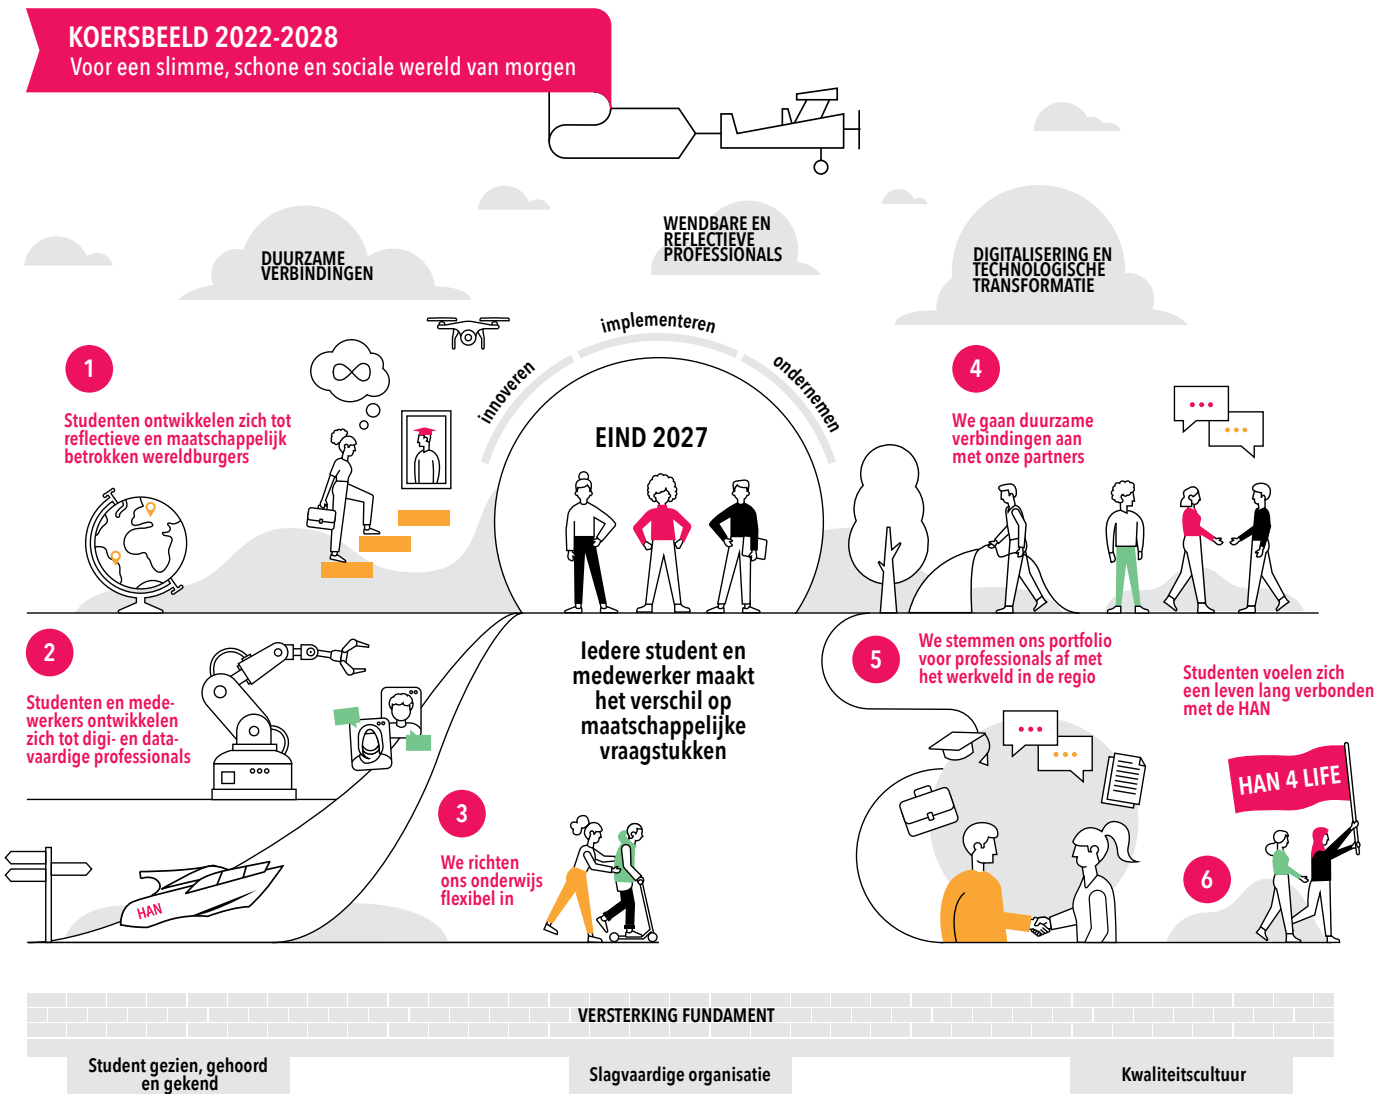 KOERSBEELD 2022-2028
Voor een slimme, schone en sociale wereld van morgen
DUURZAME
VERBINDINGEN
WENDBARE EN
REFLECTIEVE
PROFESSIONALS
DIGITALISERING EN
TECHNOLOGISCHE
TRANSFORMATIE
innoveren
implementeren
ondernemen
EIND 2027
Iedere student en
medewerker maakt
het verschil op
maatschappelijke
vraagstukken
1
Studenten ontwikkelen zich tot
reflectieve en maatschappelijk
betrokken wereldburgers
2
Studenten en mede-
werkers ontwikkelen
zich tot digi- en data-
vaardige professionals
HAN
3
We richten
ons onderwijs
flexibel in
4
We gaan duurzame
verbindingen aan
met onze partners
5
We stemmen ons portfolio
voor professionals af met
het werkveld in de regio
Studenten voelen zich
een leven lang verbonden
met de HAN
HAN 4 LIFE
6
VERSTERKING FUNDAMENT
Student gezien, gehoord
en gekend
Slagvaardige organisatie
Kwaliteitscultuur